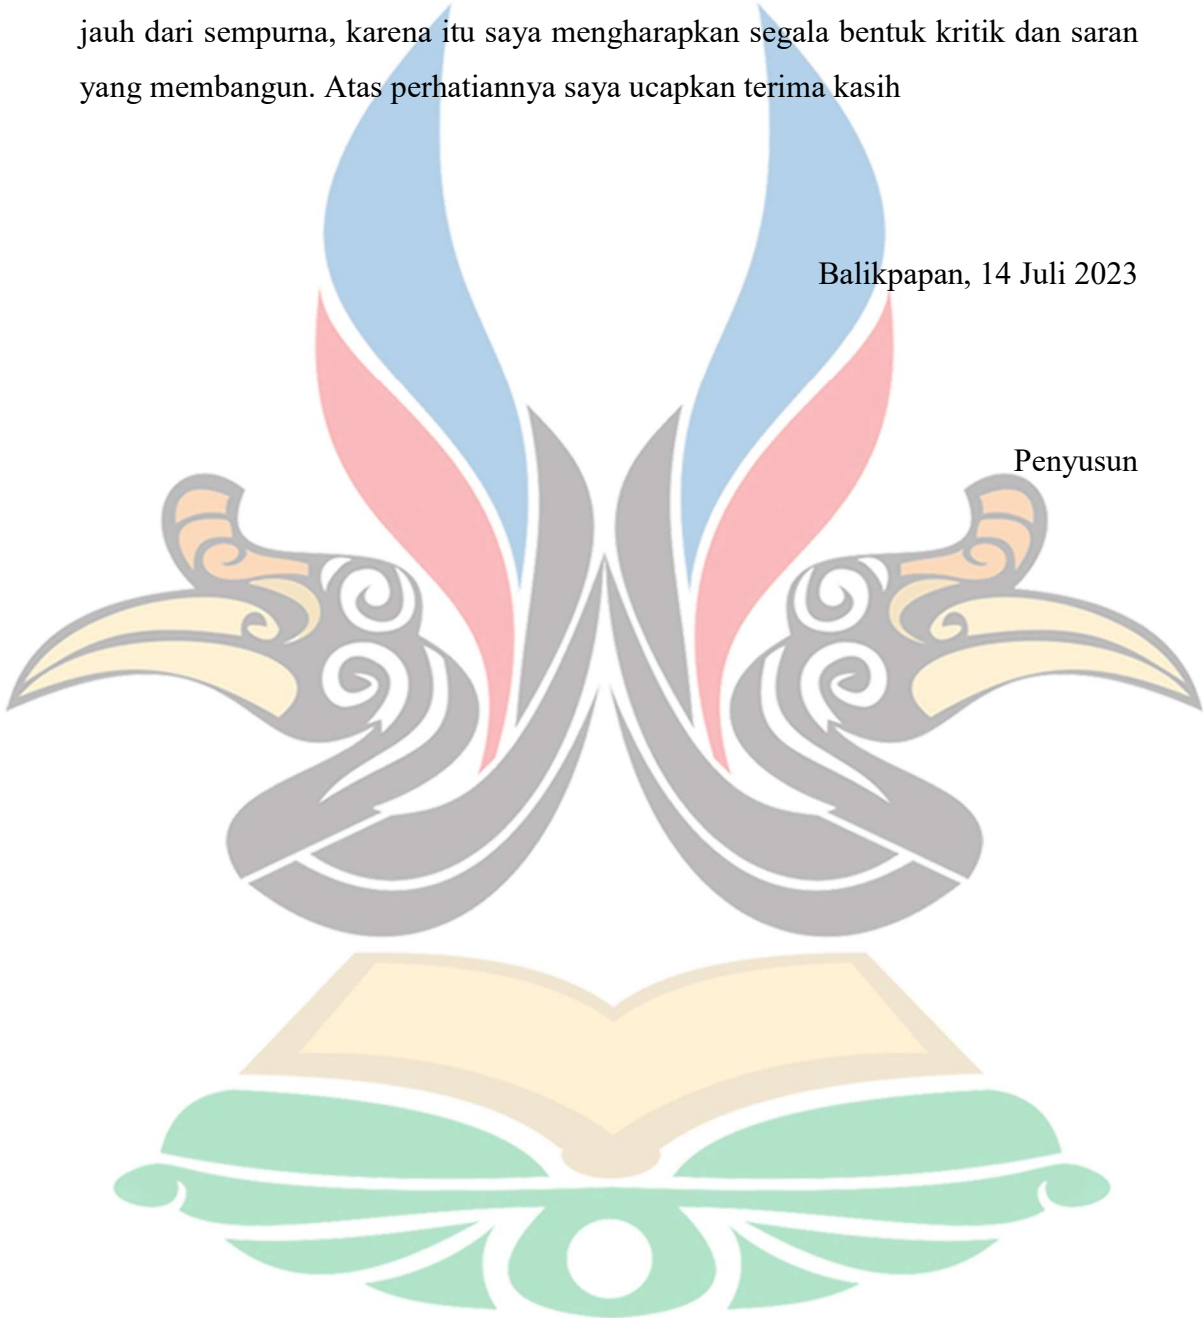 jauh dari sempurna, karena itu saya mengharapkan segala bentuk kritik dan saran
yang membangun. Atas perhatiannya saya ucapkan terima kasih
Balikpapan, 14 Juli 2023
Penyusun